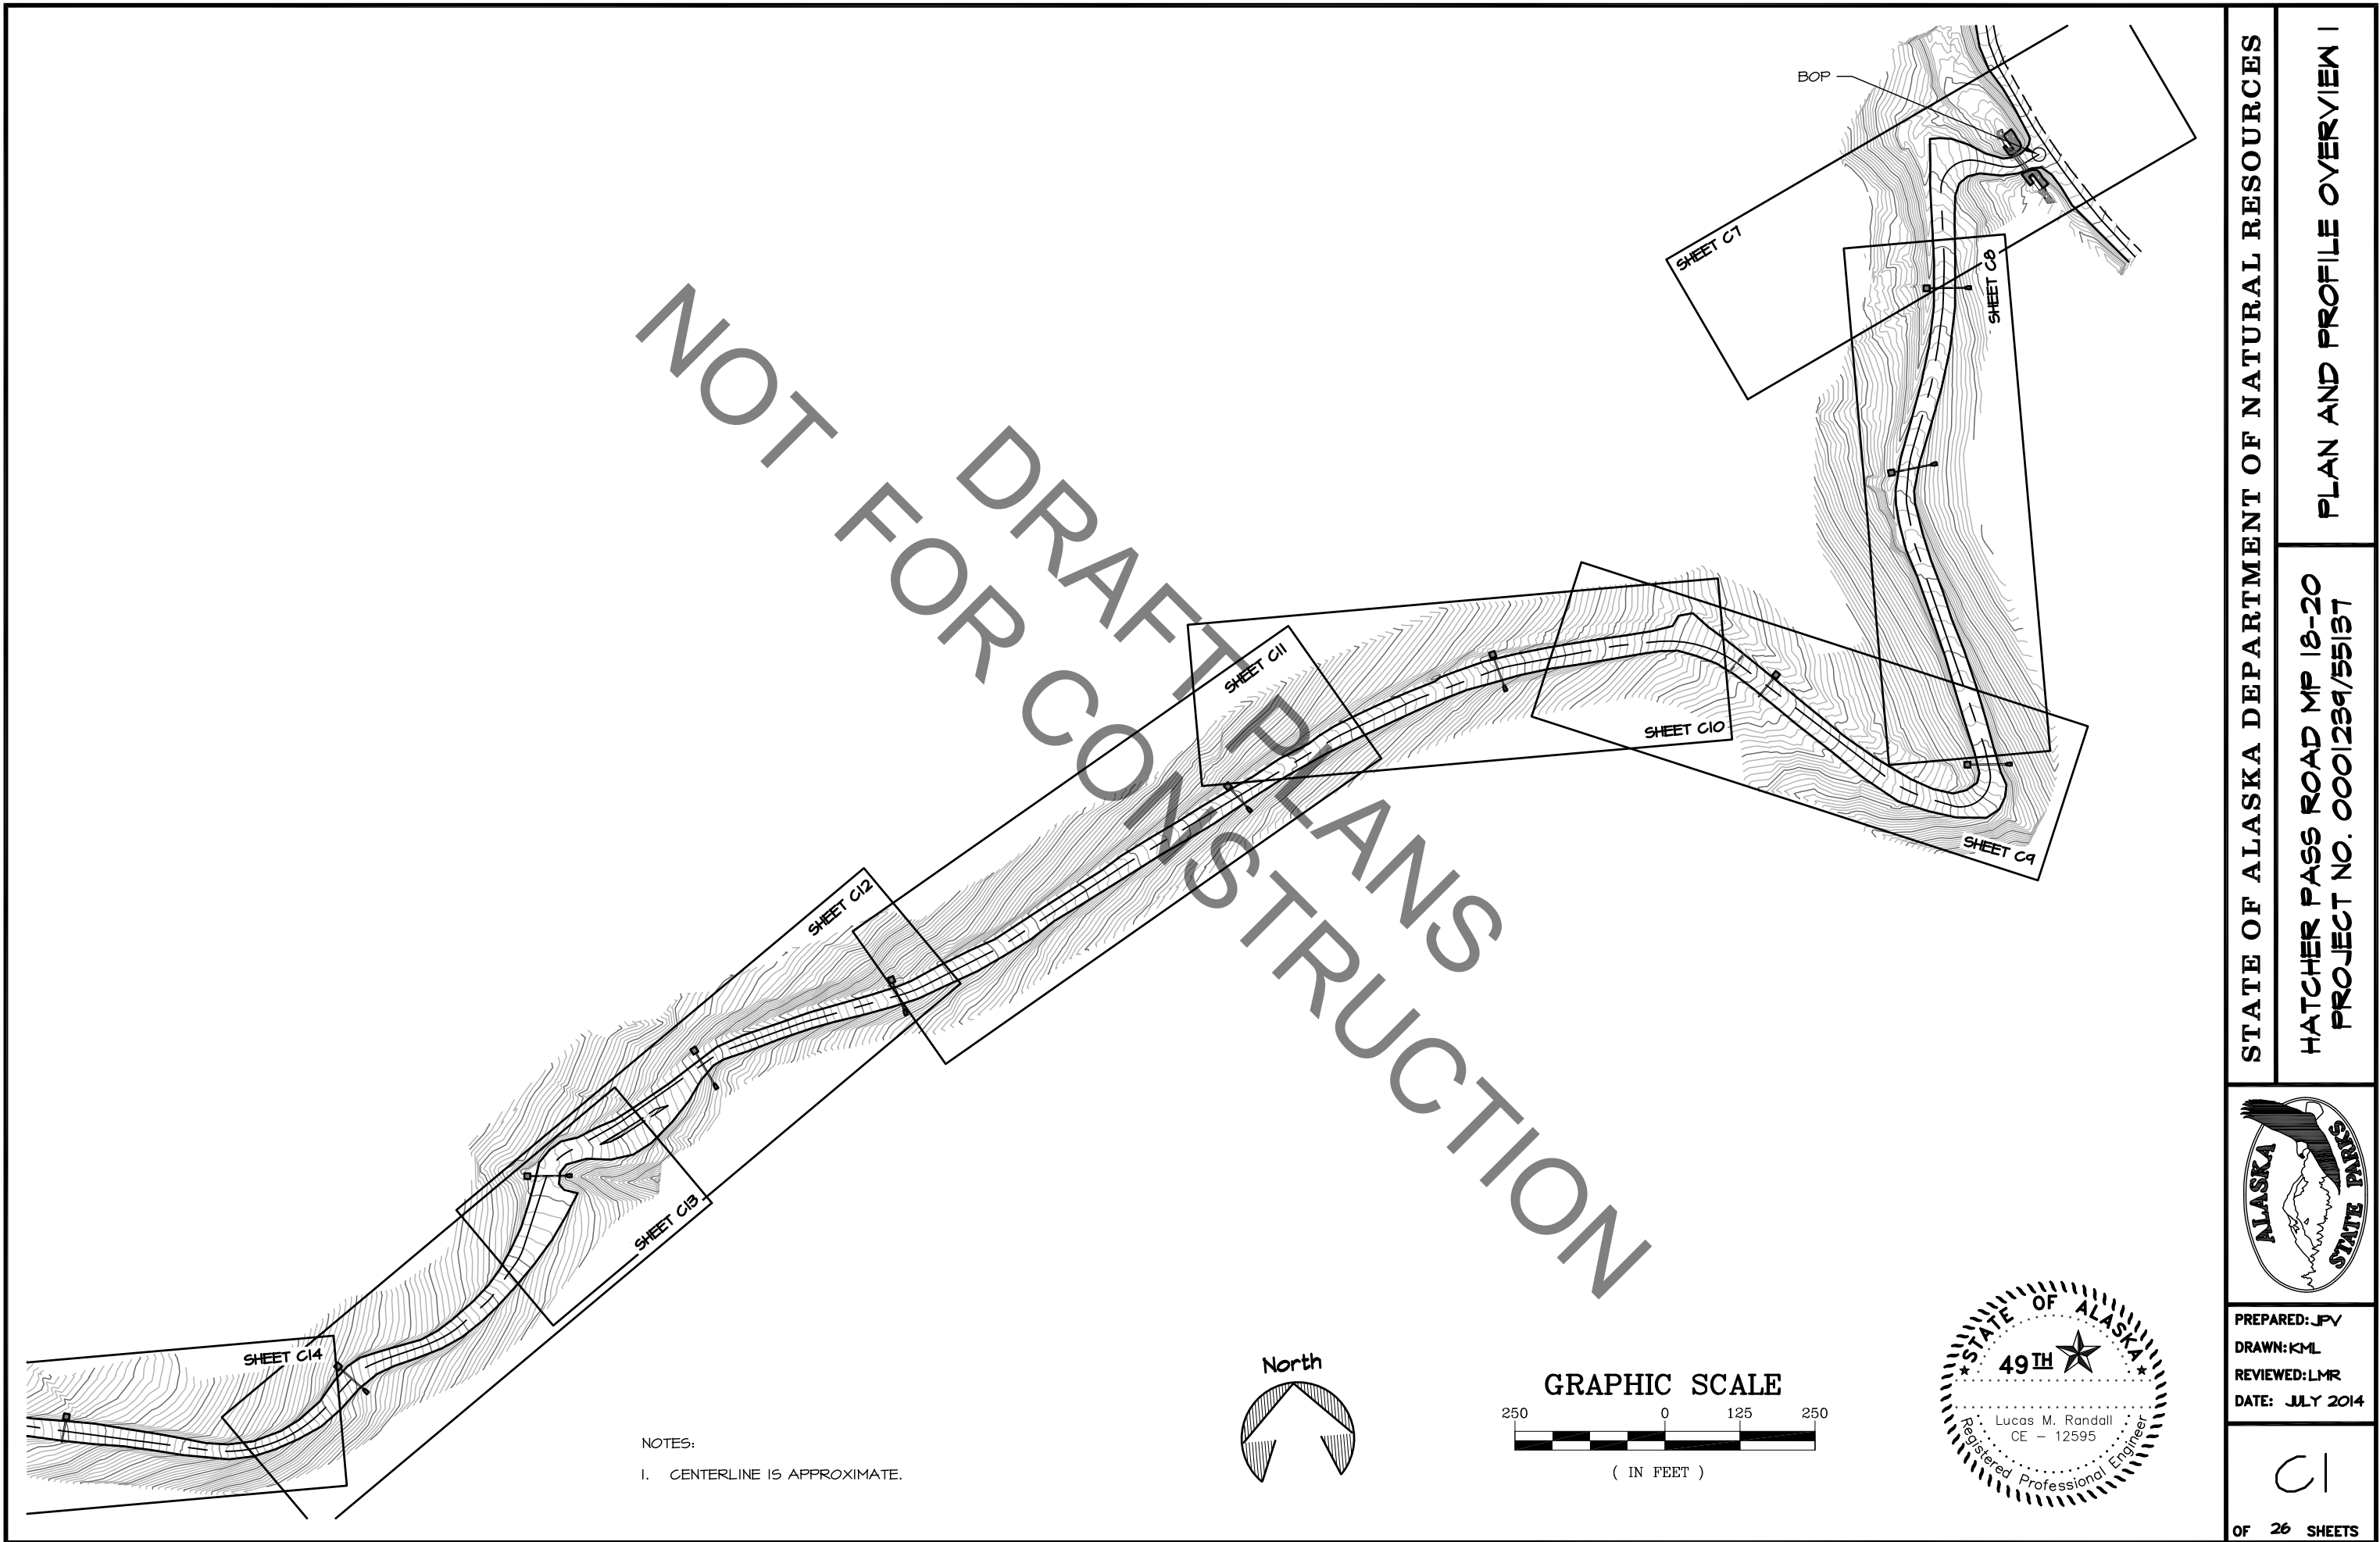 BOP
SHEET C7
SHEET C8
SHEET C9
SHEET C10
SHEET C11
SHEET C12
SHEET C13
SHEET C14
DRAFT PLANS
NOT FOR CONSTRUCTION
NOTES:
1. CENTERLINE IS APPROXIMATE.
North
GRAPHIC SCALE
250 0 125 250
( IN FEET )
STATE OF ALASKA
49TH
Lucas M. Randall
CE - 12595
Registered Professional Engineer
STATE OF ALASKA DEPARTMENT OF NATURAL RESOURCES
PLAN AND PROFILE OVERVIEW 1
HATCHER PASS ROAD MP 18-20
PROJECT NO. 0001239/55137
ALASKA
STATE PARKS
PREPARED: JPV
DRAWN: KML
REVIEWED: LMR
DATE: JULY 2014
C1
OF 26 SHEETS